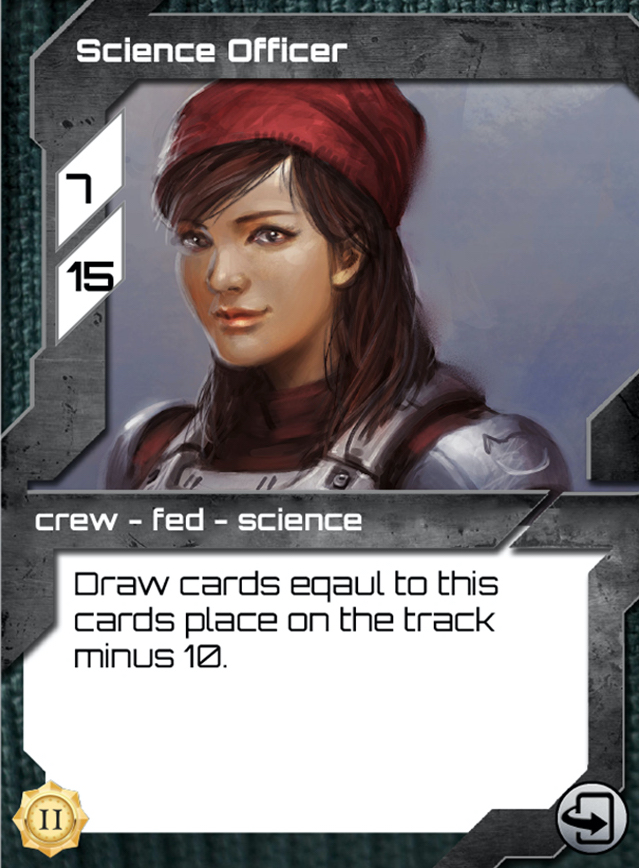 Science Officer
7
15
crew - fed - science
Draw cards eqaul to this
cards place on the track
minus 10.
II